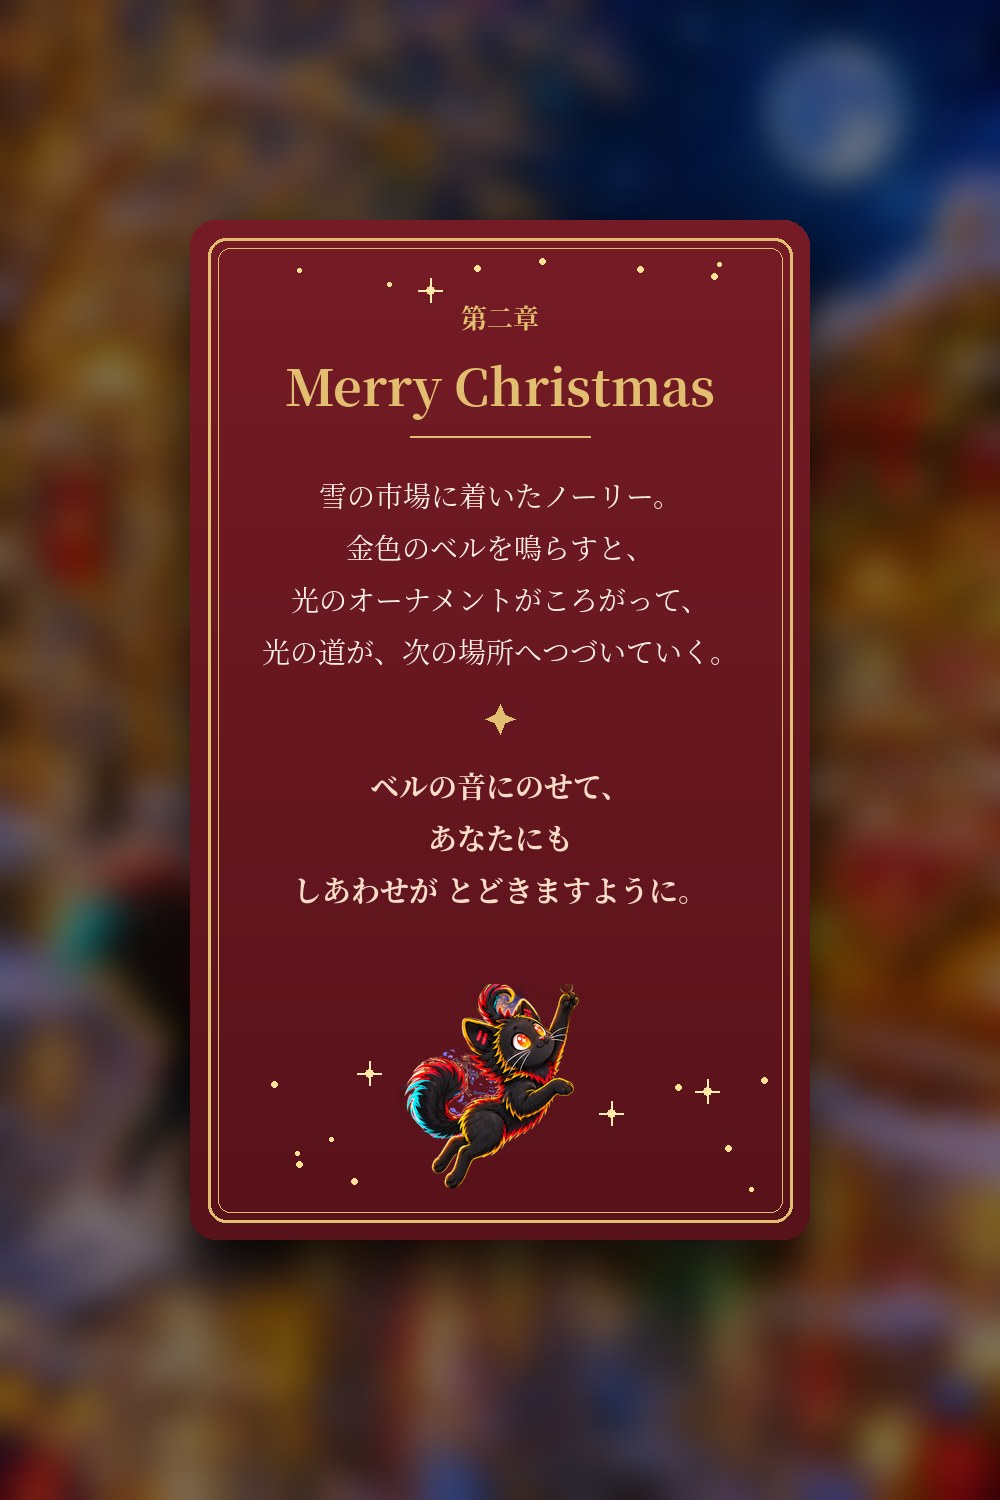 第二章
Merry Christmas
雪の市場に着いたノーリー。
金色のベルを鳴らすと、
光のオーナメントがころがって、
光の道が、次の場所へつづいていく。
ベルの音にのせて、
あなたにも
しあわせが とどきますように。